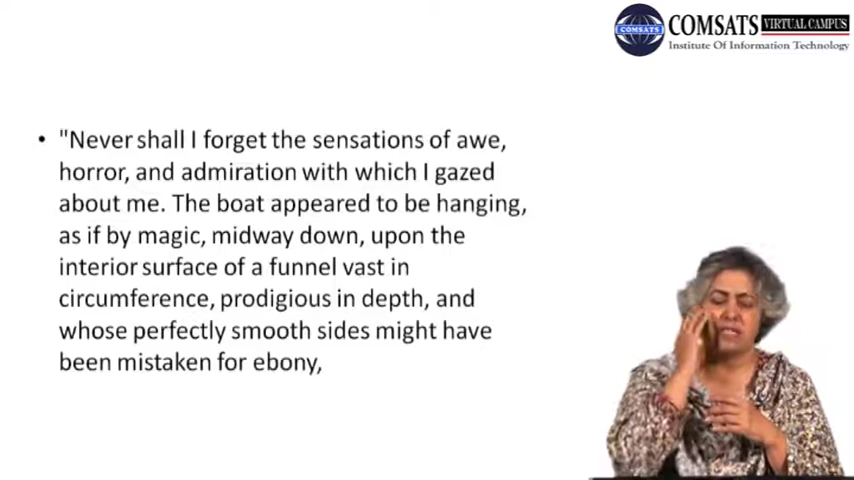 COMSATS
COMSATS VIRTUAL CAMPUS
Institute Of Information Technology
• "Never shall I forget the sensations of awe,
horror, and admiration with which I gazed
about me. The boat appeared to be hanging,
as if by magic, midway down, upon the
interior surface of a funnel vast in
circumference, prodigious in depth, and
whose perfectly smooth sides might have
been mistaken for ebony,